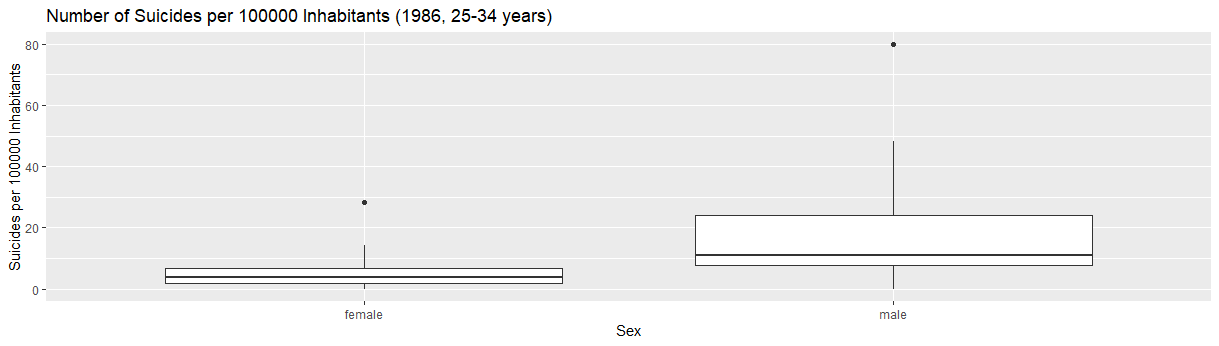 Number of Suicides per 100000 Inhabitants (1986, 25-34 years)
Suicides per 100000 Inhabitants
80
60
40
20
0
female male
Sex